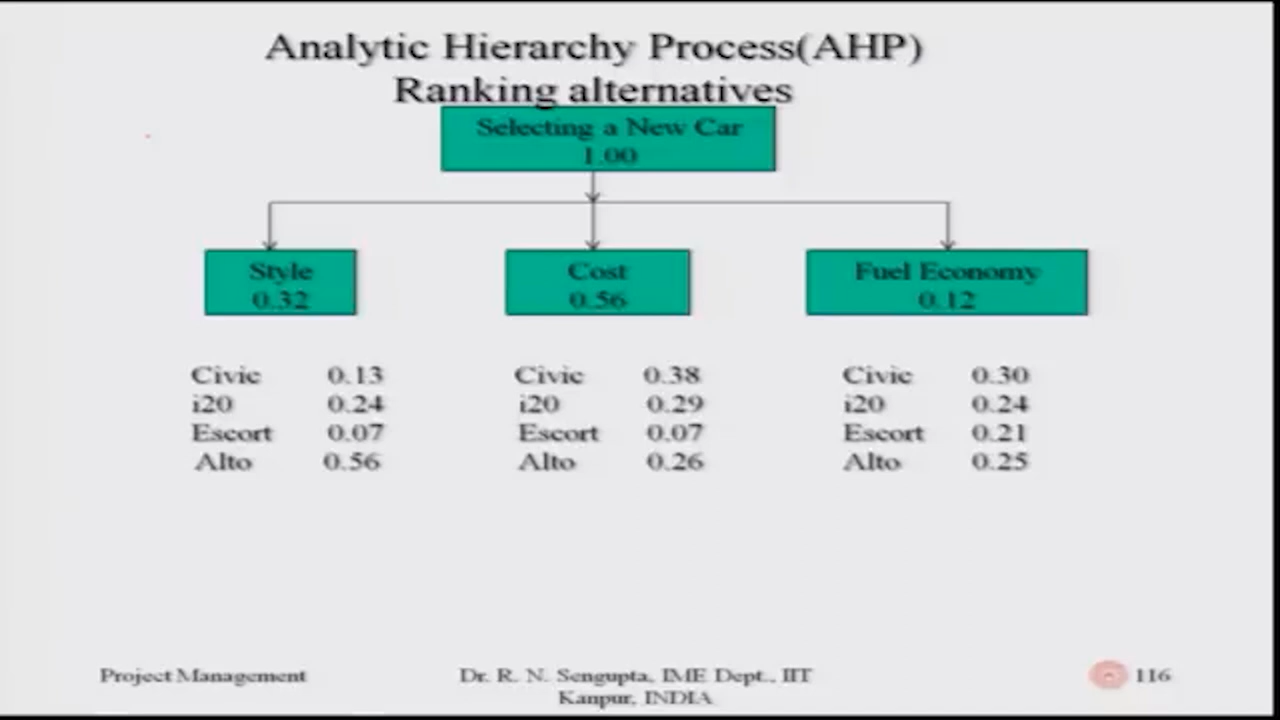 Analytic Hierarchy Process(AHP)
Ranking alternatives
Selecting a New Car
1.00
Style
0.32
Cost
0.56
Fuel Economy
0.12
Civic 0.13
i20 0.24
Escort 0.07
Alto 0.56
Civic 0.38
i20 0.29
Escort 0.07
Alto 0.26
Civic 0.30
i20 0.24
Escort 0.21
Alto 0.25
Project Management
Dr. R. N. Sengupta, IME Dept., IIT
Kanpur, INDIA
116